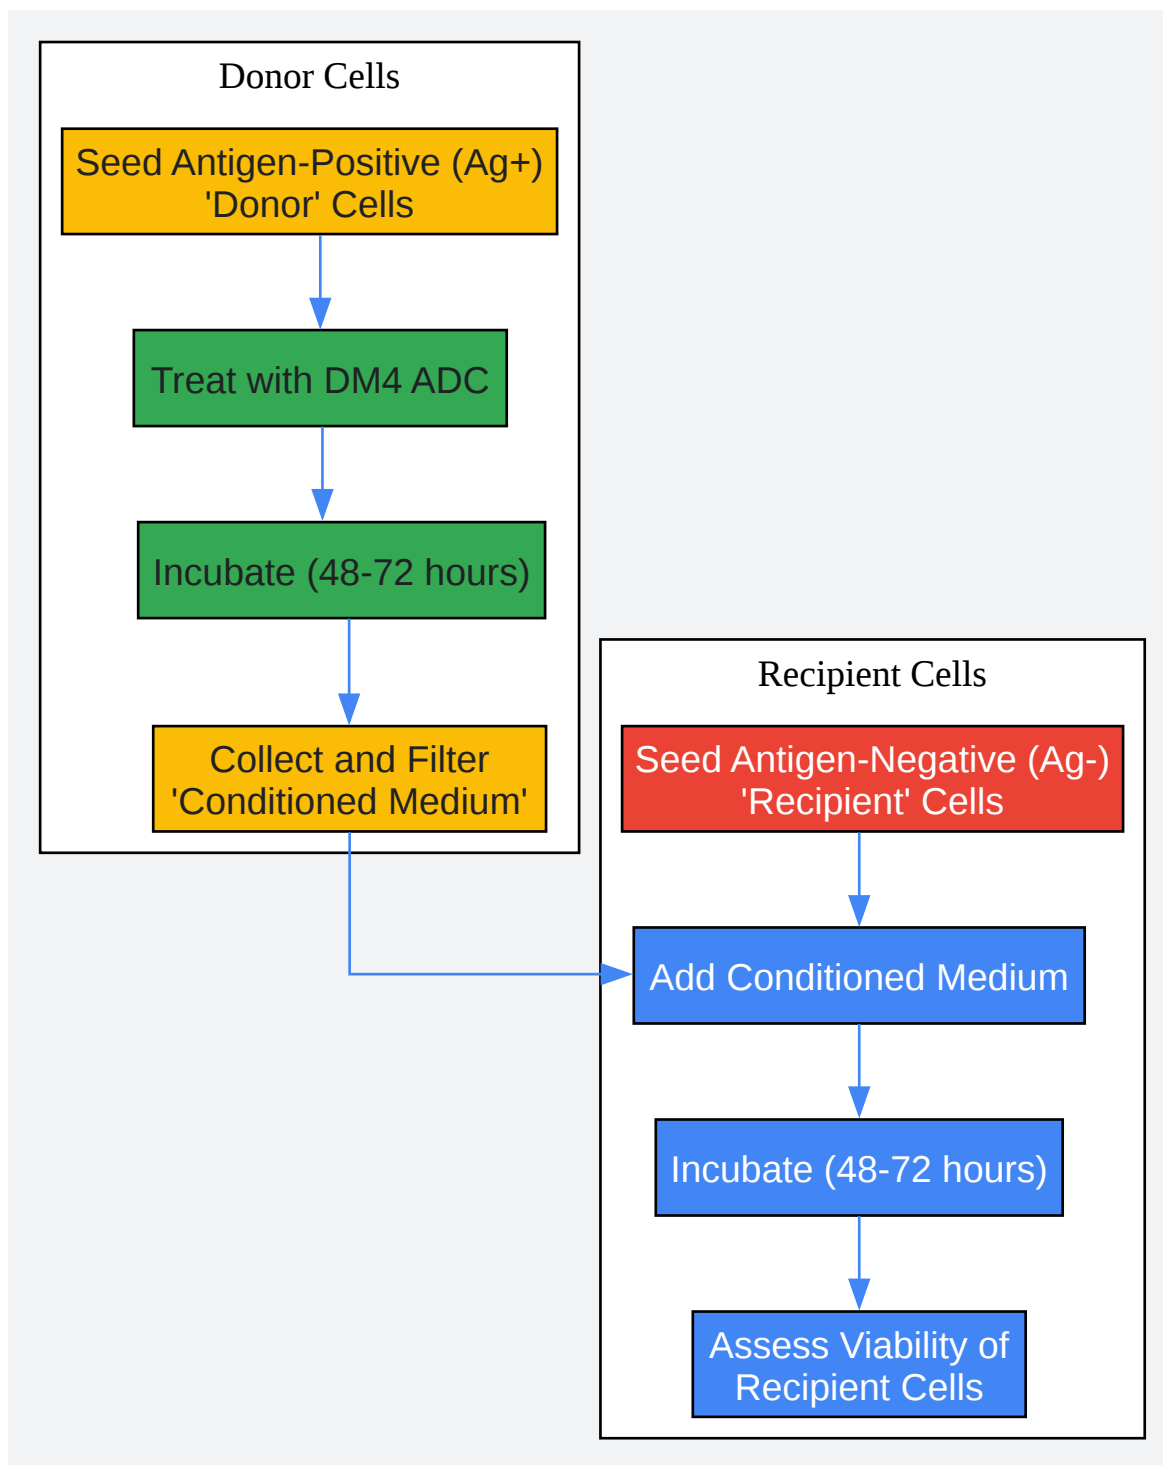 Donor Cells
Seed Antigen-Positive (Ag+)
'Donor' Cells
Treat with DM4 ADC
Incubate (48-72 hours)
Collect and Filter
'Conditioned Medium'
Recipient Cells
Seed Antigen-Negative (Ag-)
'Recipient' Cells
Add Conditioned Medium
Incubate (48-72 hours)
Assess Viability of
Recipient Cells